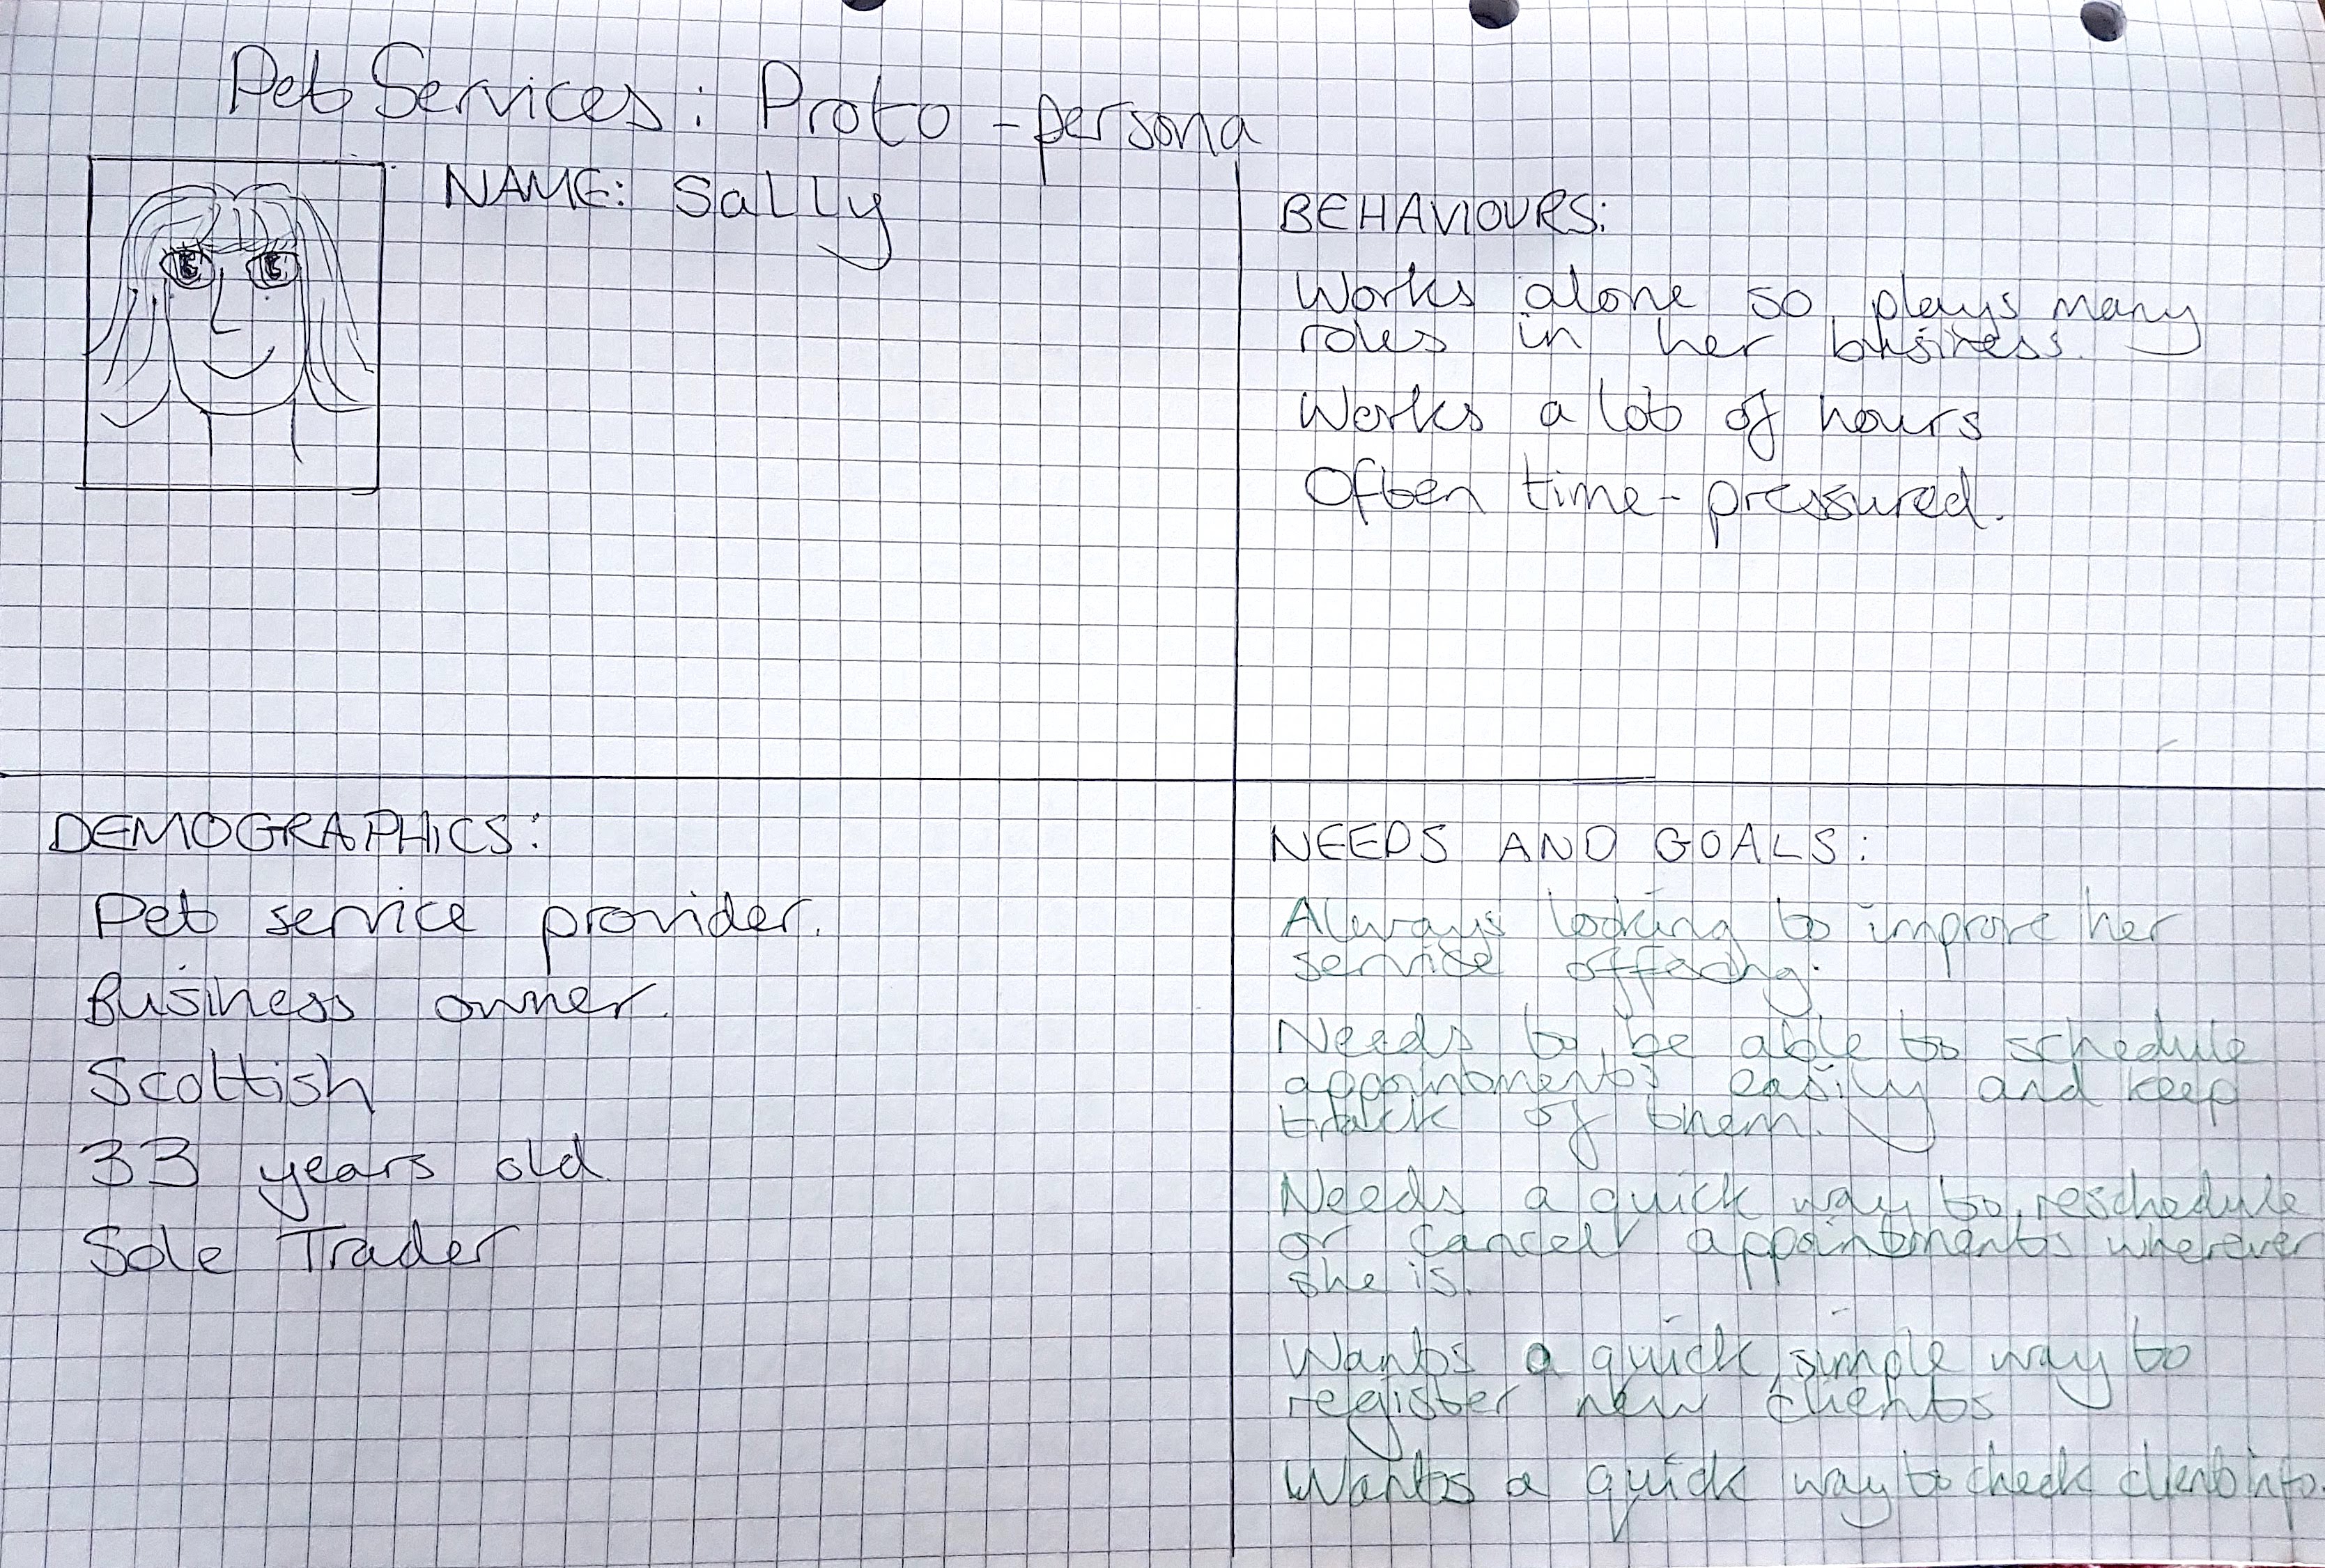 Pet Services: Proto-persona
NAME: Sally
BEHAVIOURS:
Works alone so plays many
roles in her business.
Works a lot of hours
Often time-pressured.
DEMOGRAPHICS:
Pet service provider.
Business owner.
Scottish
33 years old.
Sole Trader
NEEDS AND GOALS:
Always looking to improve her
service offering.
Needs to be able to schedule
appointments easily and keep
track of them.
Needs a quick way to reschedule
or cancel appointments wherever
she is.
Wants a quick, simple way to
register new clients
Wants a quick way to check client info.